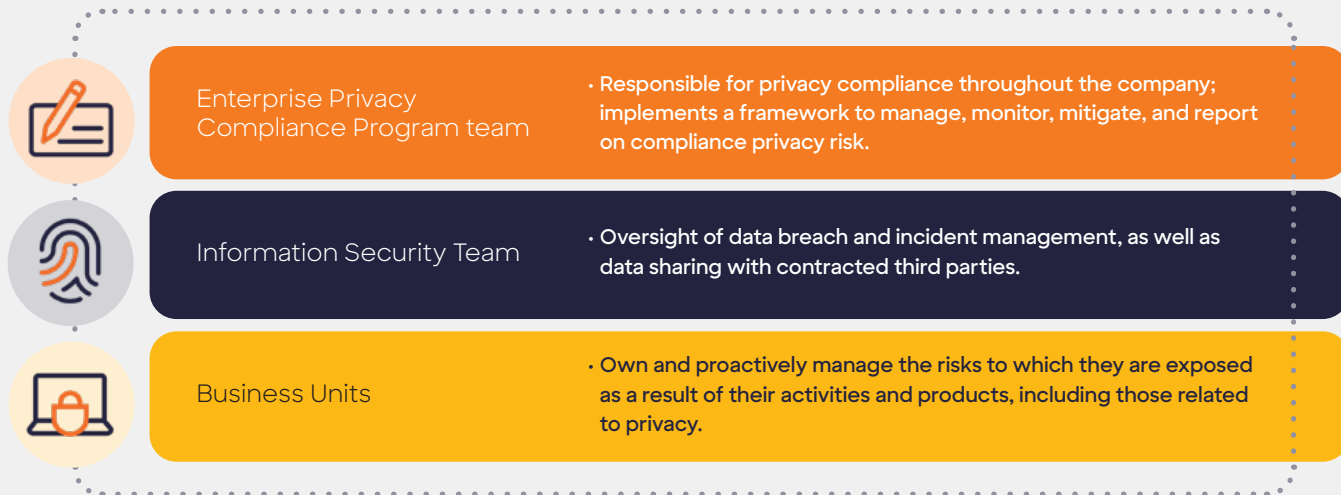 Enterprise Privacy
Compliance Program team
· Responsible for privacy compliance throughout the company;
implements a framework to manage, monitor, mitigate, and report
on compliance privacy risk.
Information Security Team
· Oversight of data breach and incident management, as well as
data sharing with contracted third parties.
Business Units
· Own and proactively manage the risks to which they are exposed
as a result of their activities and products, including those related
to privacy.